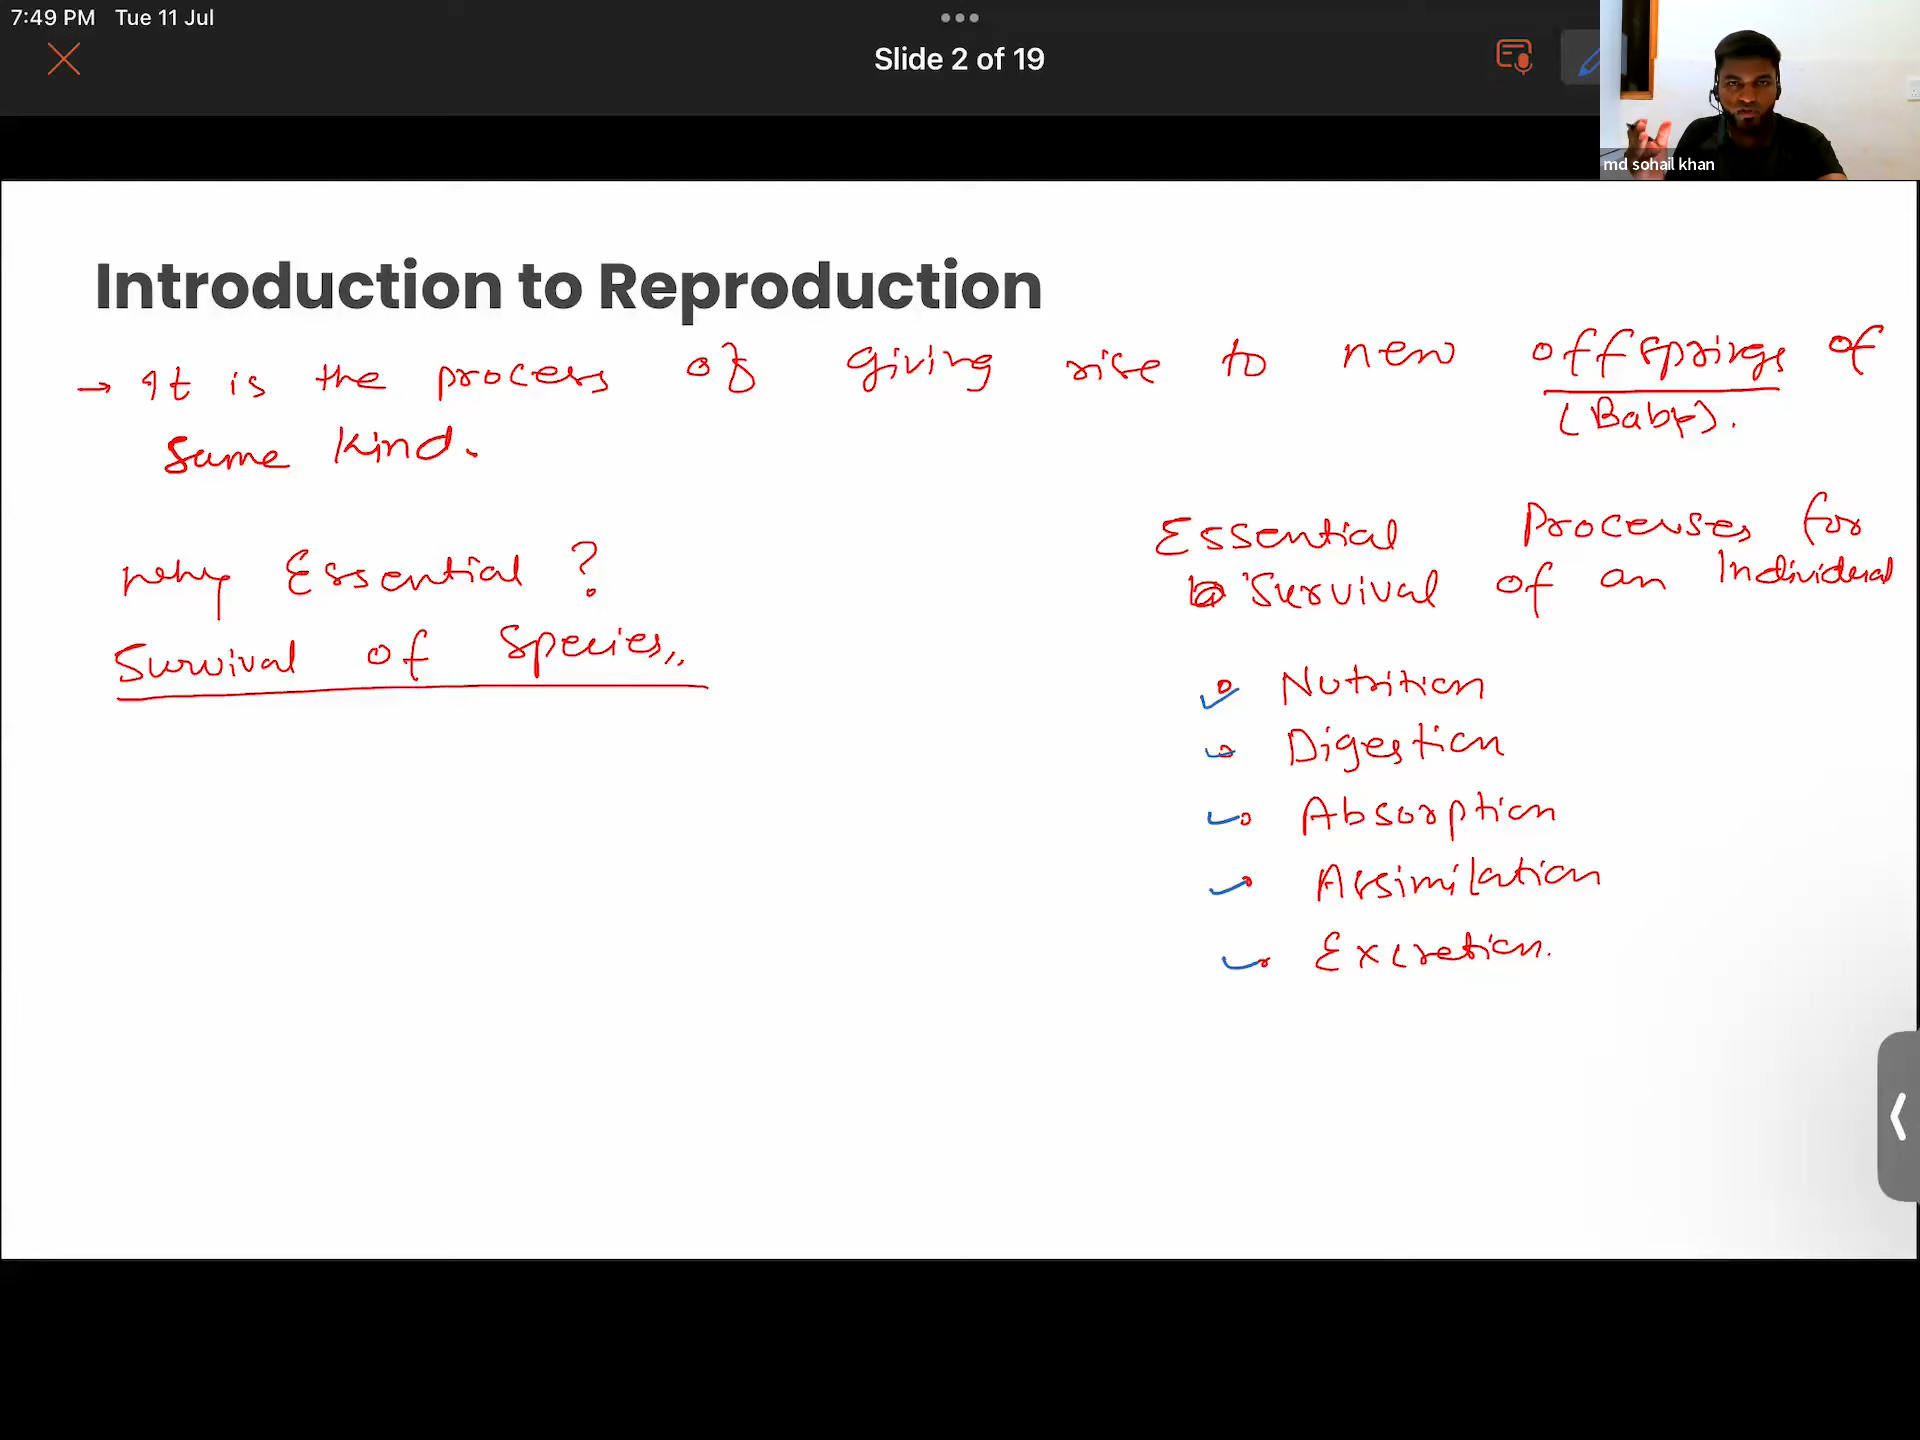 7:49 PM Tue 11 Jul
Slide 2 of 19
md sohail khan
Introduction to Reproduction
→ It is the process of giving rise to new offsprings of
(Baby).
same kind.
why Essential ?
Survival of Species,,
Essential Processes for
Survival of an Individual
Nutrition
Digestion
Absorption
Assimilation
Excretion.